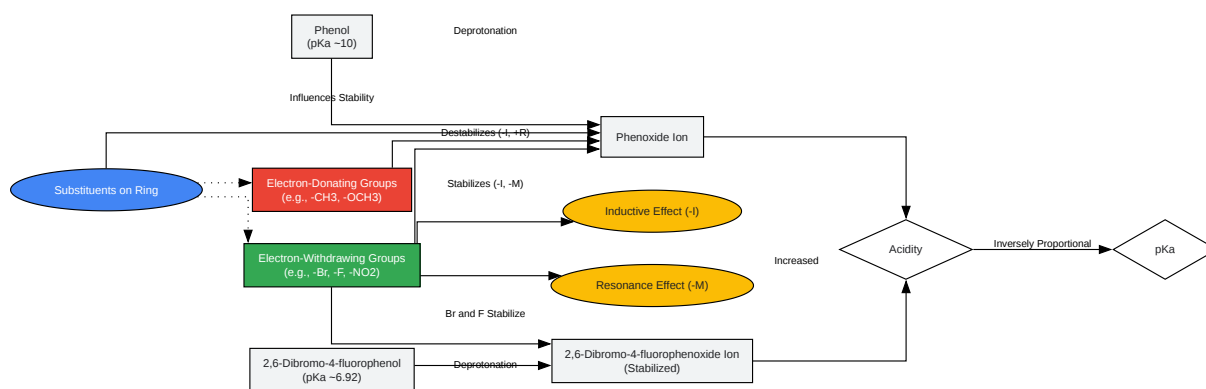 Phenol
(pKa ~10)
Deprotonation
Influences Stability
Destabilizes (-I, +R)
Phenoxide Ion
Substituents on Ring
Electron-Donating Groups
(e.g., -CH3, -OCH3)
Stabilizes (-I, -M)
Inductive Effect (-I)
Electron-Withdrawing Groups
(e.g., -Br, -F, -NO2)
Acidity
Inversely Proportional
pKa
Increased
Resonance Effect (-M)
Br and F Stabilize
2,6-Dibromo-4-fluorophenol
(pKa ~6.92)
Deprotonation
2,6-Dibromo-4-fluorophenoxide Ion
(Stabilized)